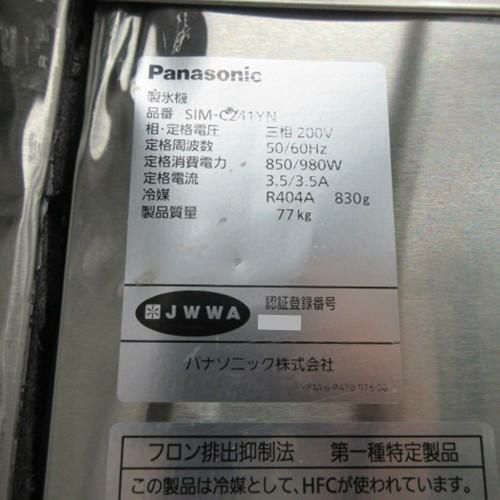 Panasonic
製氷機
品番 SIM-C241YN
相・定格電圧 三相 200V
定格周波数 50/60Hz
定格消費電力 850/980W
定格電流 3.5/3.5A
冷媒 R404A 830g
製品質量 77kg
JWWA 認証登録番号
パナソニック株式会社
フロン排出抑制法 第一種特定製品
この製品は冷媒として、HFCが使われています。